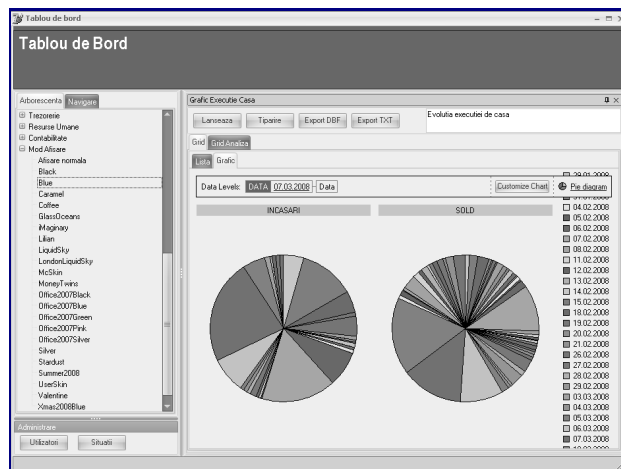 Tablou de bord
Tablou de Bord
Arborescenta Navigare
Trezorerie
Resurse Umane
Contabilitate
Mod Afisare
Afisare normala
Black
Blue
Caramel
Coffee
GlassOceans
iMaginary
Lilian
LiquidSky
LondonLiquidSky
McSkin
MoneyTwins
Office2007Black
Office2007Blue
Office2007Green
Office2007Pink
Office2007Silver
Silver
Stardust
Summer2008
UserSkin
Valentine
Xmas2008Blue
Administrare
Utilizatori Situatii
Grafic Executie Casa
Lanseaza Tiparire Export DBF Export TXT
Evolutia executiei de casa
Grid Grid Analiza
Lista Grafic
Data Levels: DATA 07.03.2008 - Data
Customize Chart Pie diagram
INCASARI SOLD
04.02.2008
05.02.2008
06.02.2008
07.02.2008
08.02.2008
11.02.2008
12.02.2008
13.02.2008
14.02.2008
15.02.2008
18.02.2008
19.02.2008
20.02.2008
21.02.2008
26.02.2008
27.02.2008
28.02.2008
29.02.2008
03.03.2008
04.03.2008
05.03.2008
06.03.2008
07.03.2008